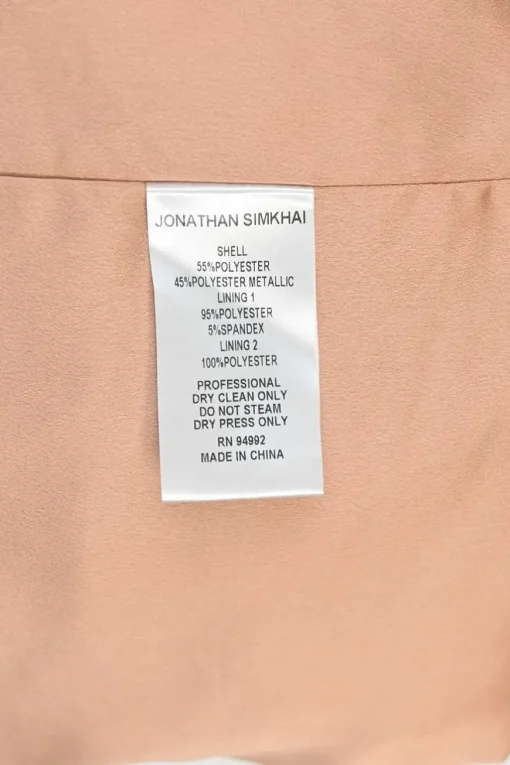 JONATHAN SIMKHAI
SHELL
55%POLYESTER
45%POLYESTER METALLIC
LINING 1
95%POLYESTER
5%SPANDEX
LINING 2
100%POLYESTER
PROFESSIONAL
DRY CLEAN ONLY
DO NOT STEAM
DRY PRESS ONLY
RN 94992
MADE IN CHINA